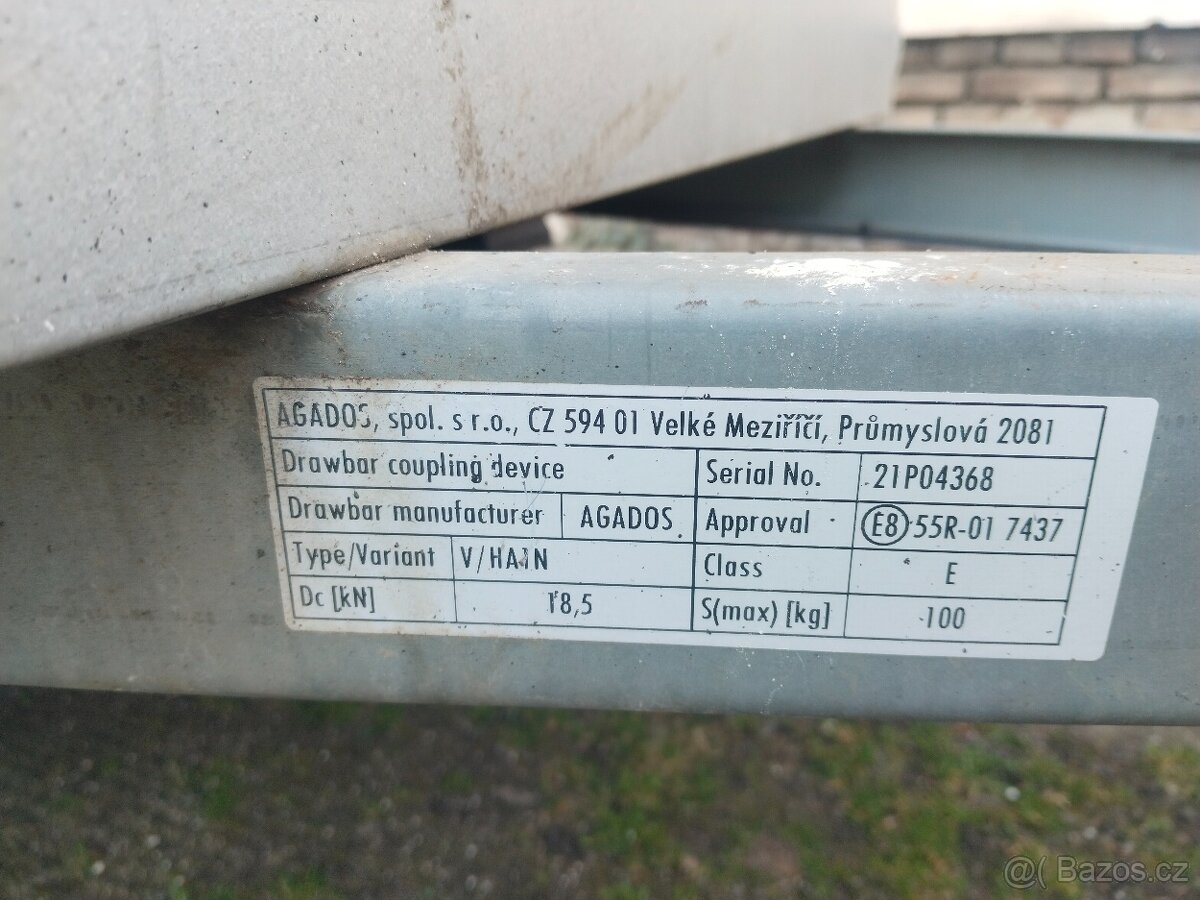 AGADOS, spol. s r.o., CZ 594 01 Velké Meziříčí, Průmyslová 2081
Drawbar coupling device Serial No. 21P04368
Drawbar manufacturer AGADOS Approval E8 55R-01 7437
Type/Variant V/HA1N Class E
Dc [kN] 18,5 S(max) [kg] 100
@( Bazos.cz